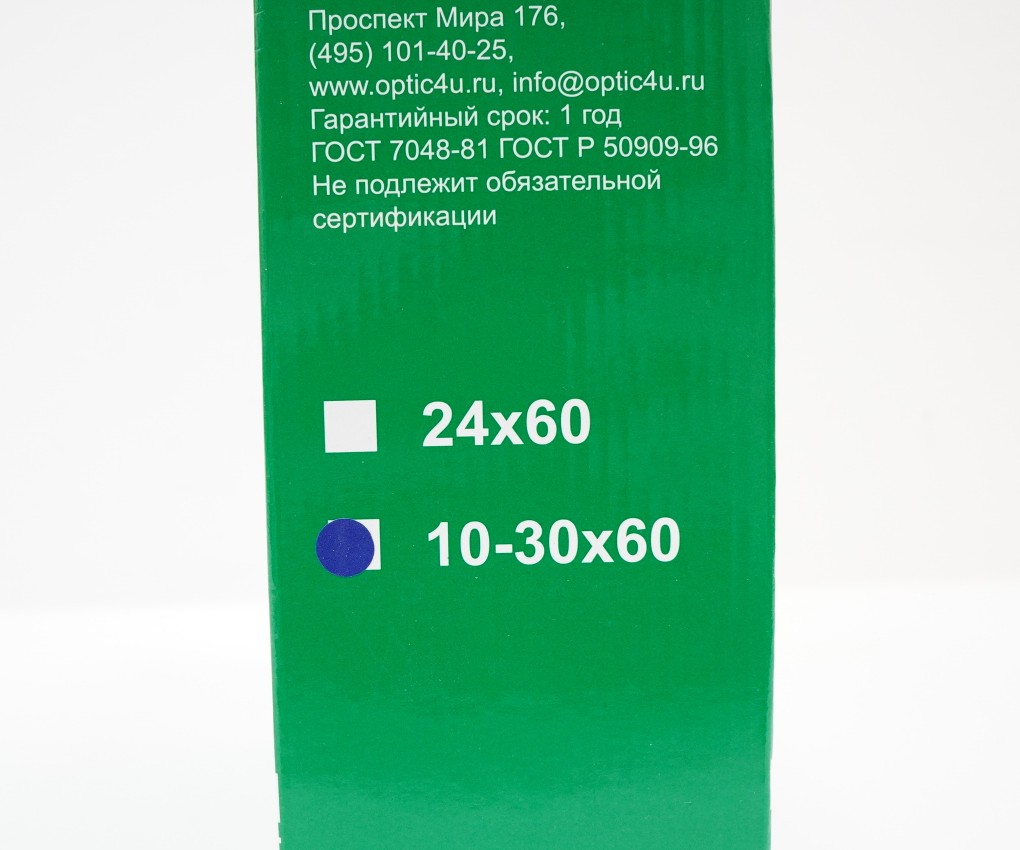 Проспект Мира 176,
(495) 101-40-25,
www.optic4u.ru, info@optic4u.ru
Гарантийный срок: 1 год
ГОСТ 7048-81 ГОСТ Р 50909-96
Не подлежит обязательной
сертификации
24x60
10-30x60